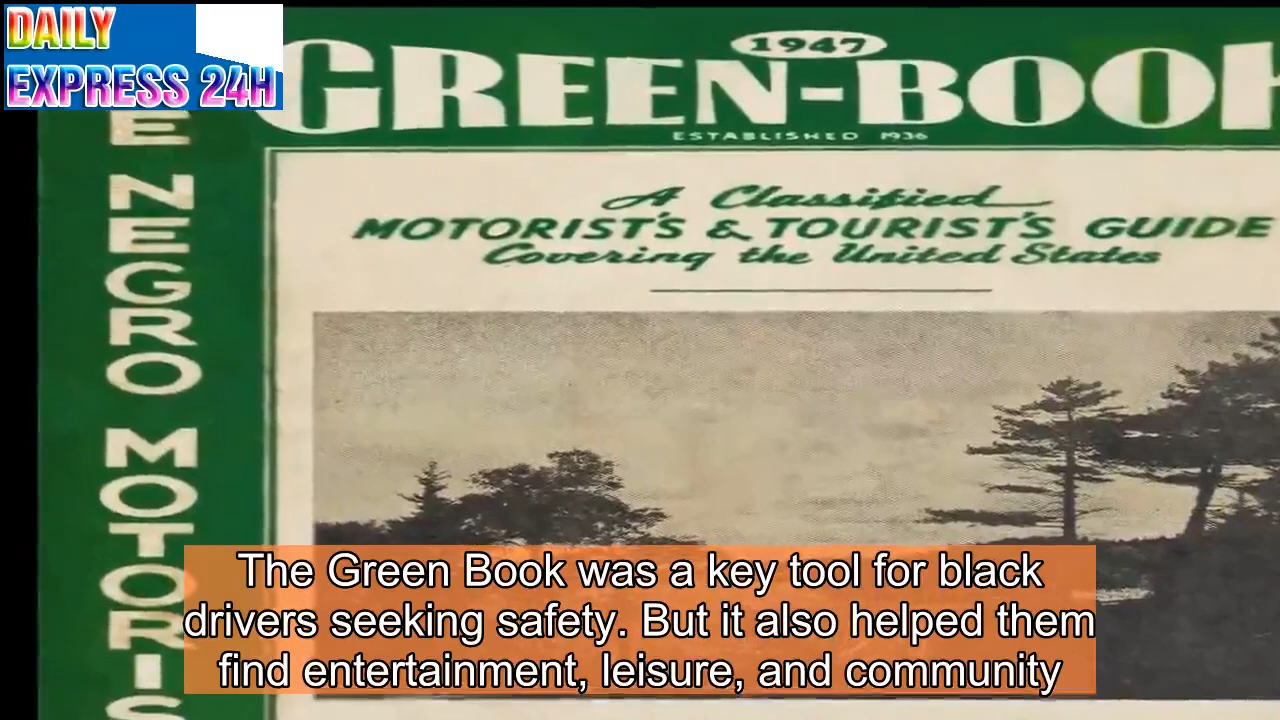 DAILY
EXPRESS 24H
1947
GREEN-BOOK
ESTABLISHED 1936
A Classified
MOTORIST'S & TOURIST'S GUIDE
Covering the United States
E NEGRO MOTORIS
The Green Book was a key tool for black
drivers seeking safety. But it also helped them
find entertainment, leisure, and community